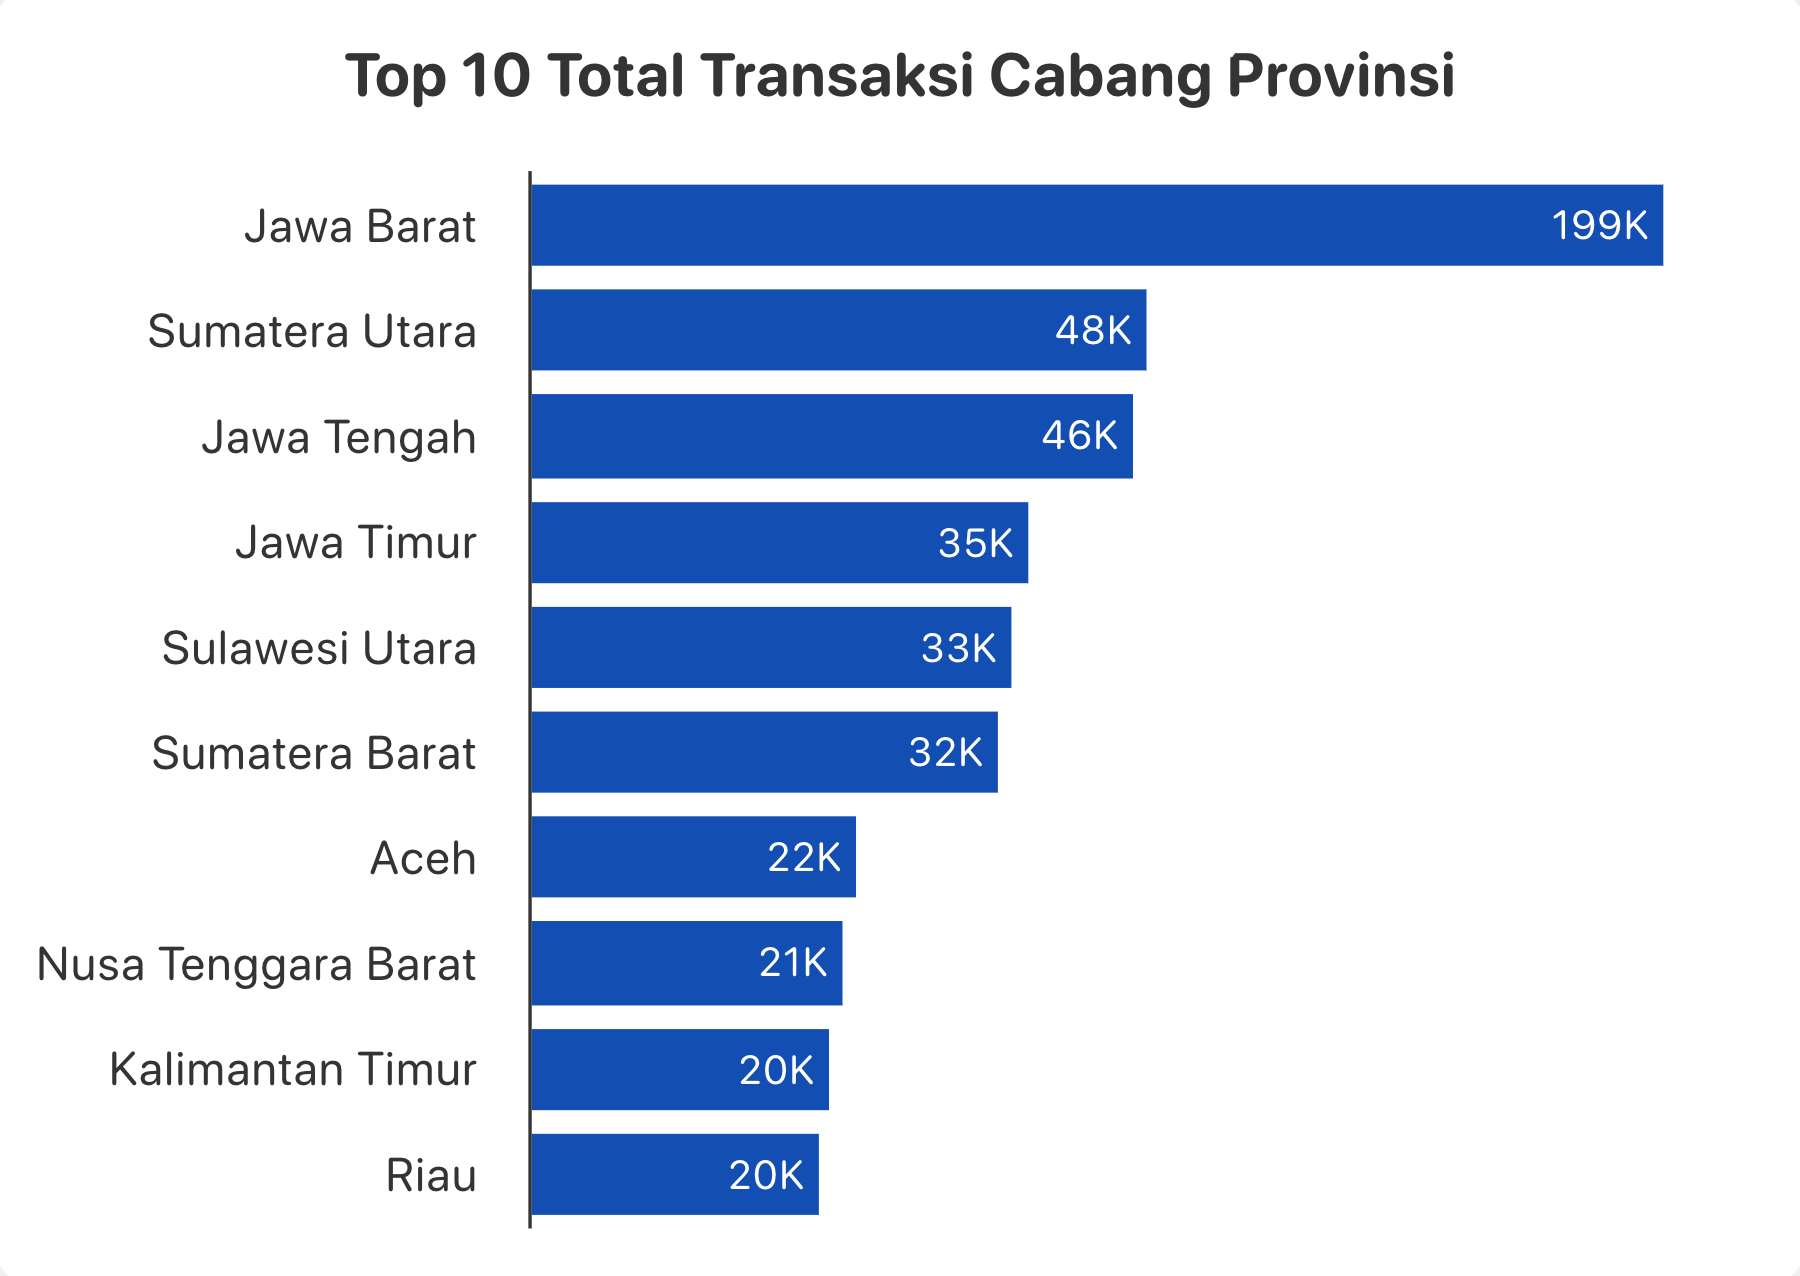 Top 10 Total Transaksi Cabang Provinsi
Jawa Barat 199K
Sumatera Utara 48K
Jawa Tengah 46K
Jawa Timur 35K
Sulawesi Utara 33K
Sumatera Barat 32K
Aceh 22K
Nusa Tenggara Barat 21K
Kalimantan Timur 20K
Riau 20K